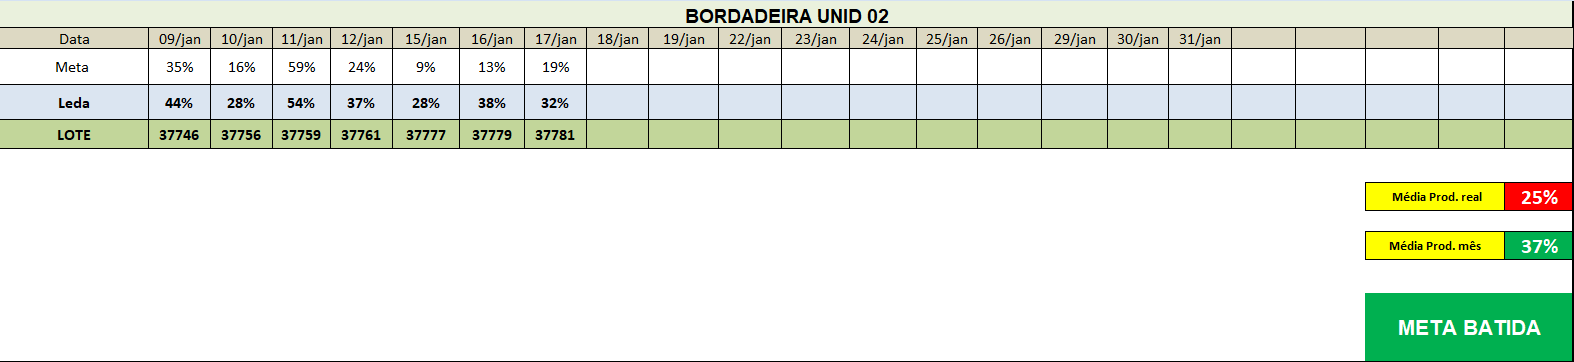 BORDADEIRA UNID 02
Data 09/jan 10/jan 11/jan 12/jan 15/jan 16/jan 17/jan 18/jan 19/jan 22/jan 23/jan 24/jan 25/jan 26/jan 29/jan 30/jan 31/jan
Meta 35% 16% 59% 24% 9% 13% 19%
Leda 44% 28% 54% 37% 28% 38% 32%
LOTE 37746 37756 37759 37761 37777 37779 37781
Média Prod. real 25%
Média Prod. mês 37%
META BATIDA